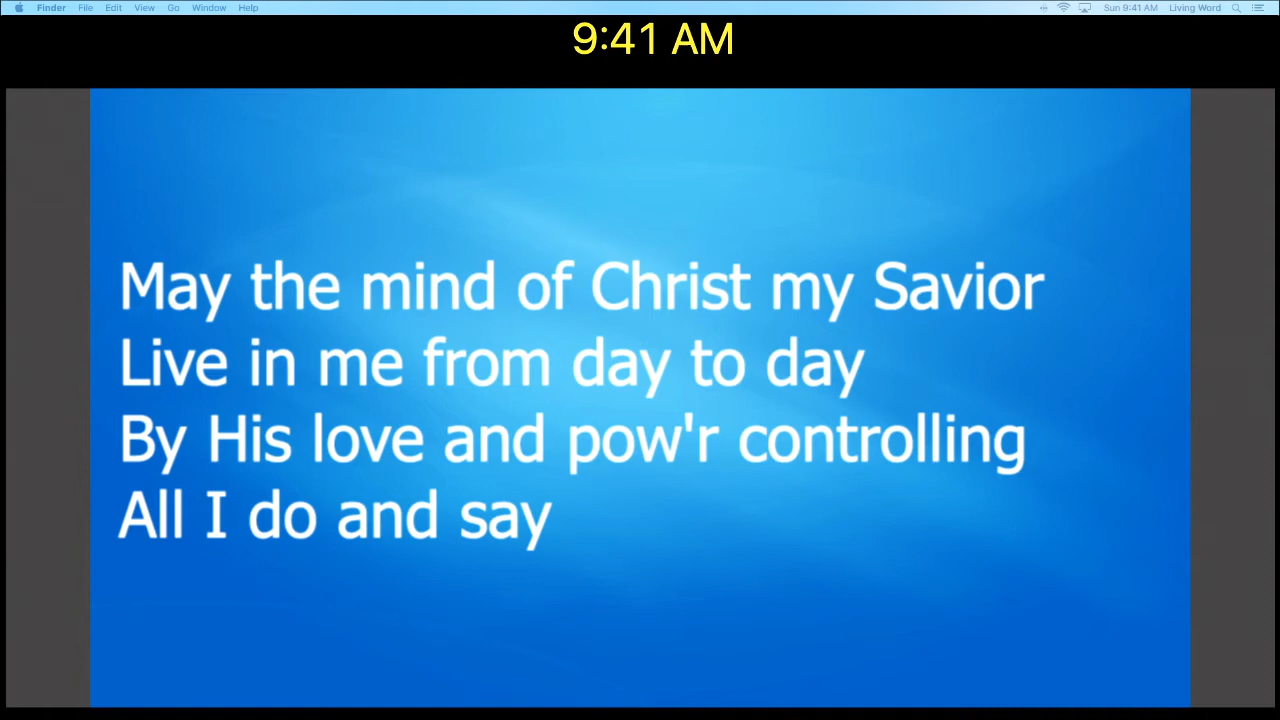 Finder File Edit View Go Window Help Sun 9:41 AM Living Word
9:41 AM
May the mind of Christ my Savior
Live in me from day to day
By His love and pow'r controlling
All I do and say